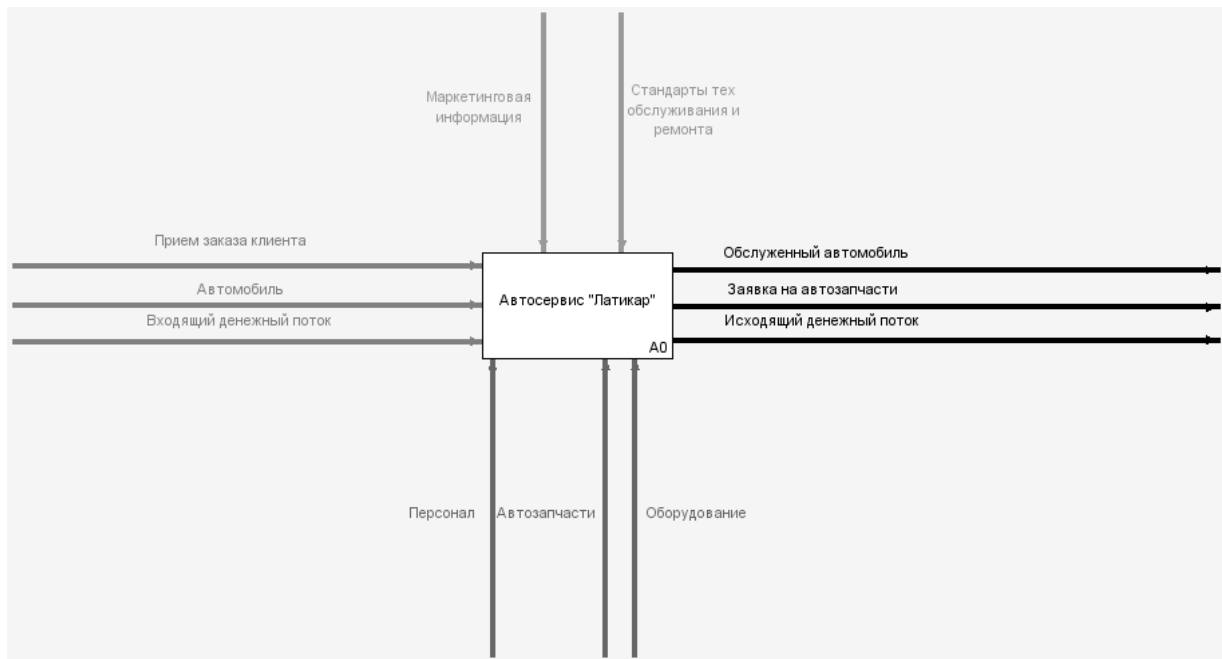 Маркетинговая
информация
Стандарты тех
обслуживания и
ремонта
Прием заказа клиента
Автомобиль
Входящий денежный поток
Автосервис "Латикар"
А0
Обслуженный автомобиль
Заявка на автозапчасти
Исходящий денежный поток
Персонал
Автозапчасти
Оборудование